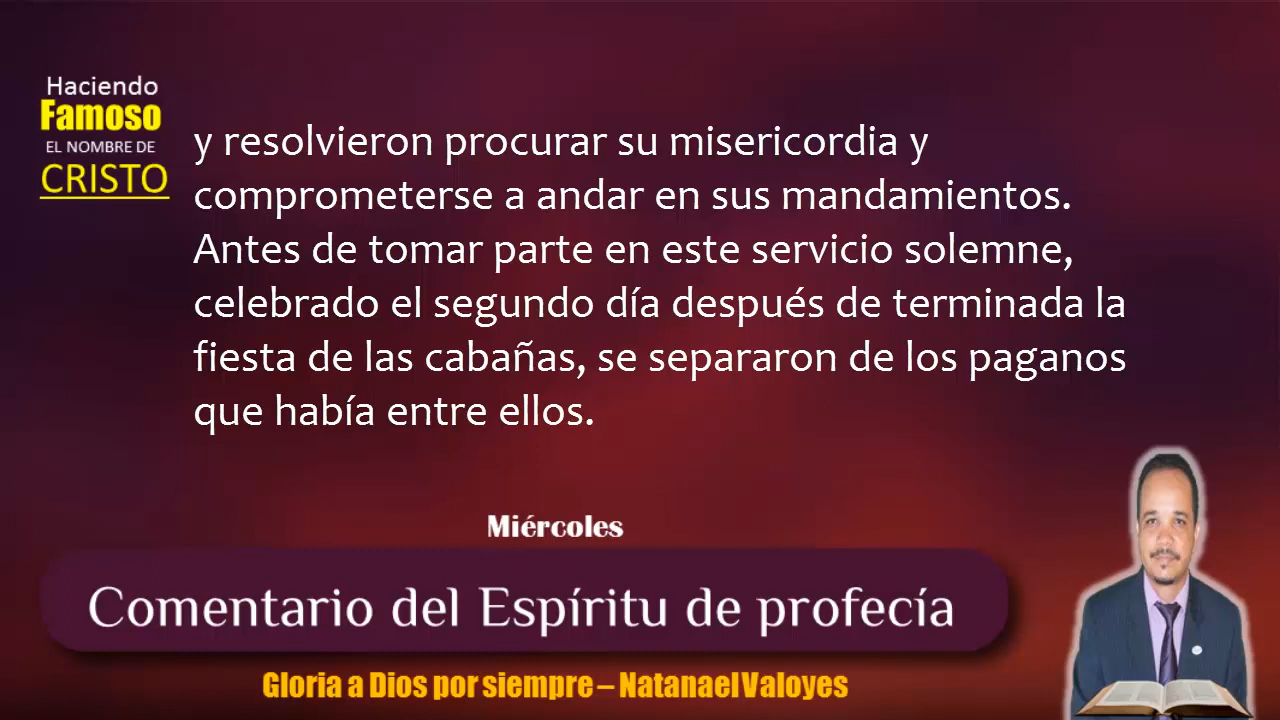 Haciendo
Famoso
EL NOMBRE DE
CRISTO
y resolvieron procurar su misericordia y
comprometerse a andar en sus mandamientos.
Antes de tomar parte en este servicio solemne,
celebrado el segundo día después de terminada la
fiesta de las cabañas, se separaron de los paganos
que había entre ellos.
Miércoles
Comentario del Espíritu de profecía
Gloria a Dios por siempre – Natanael Valoyes